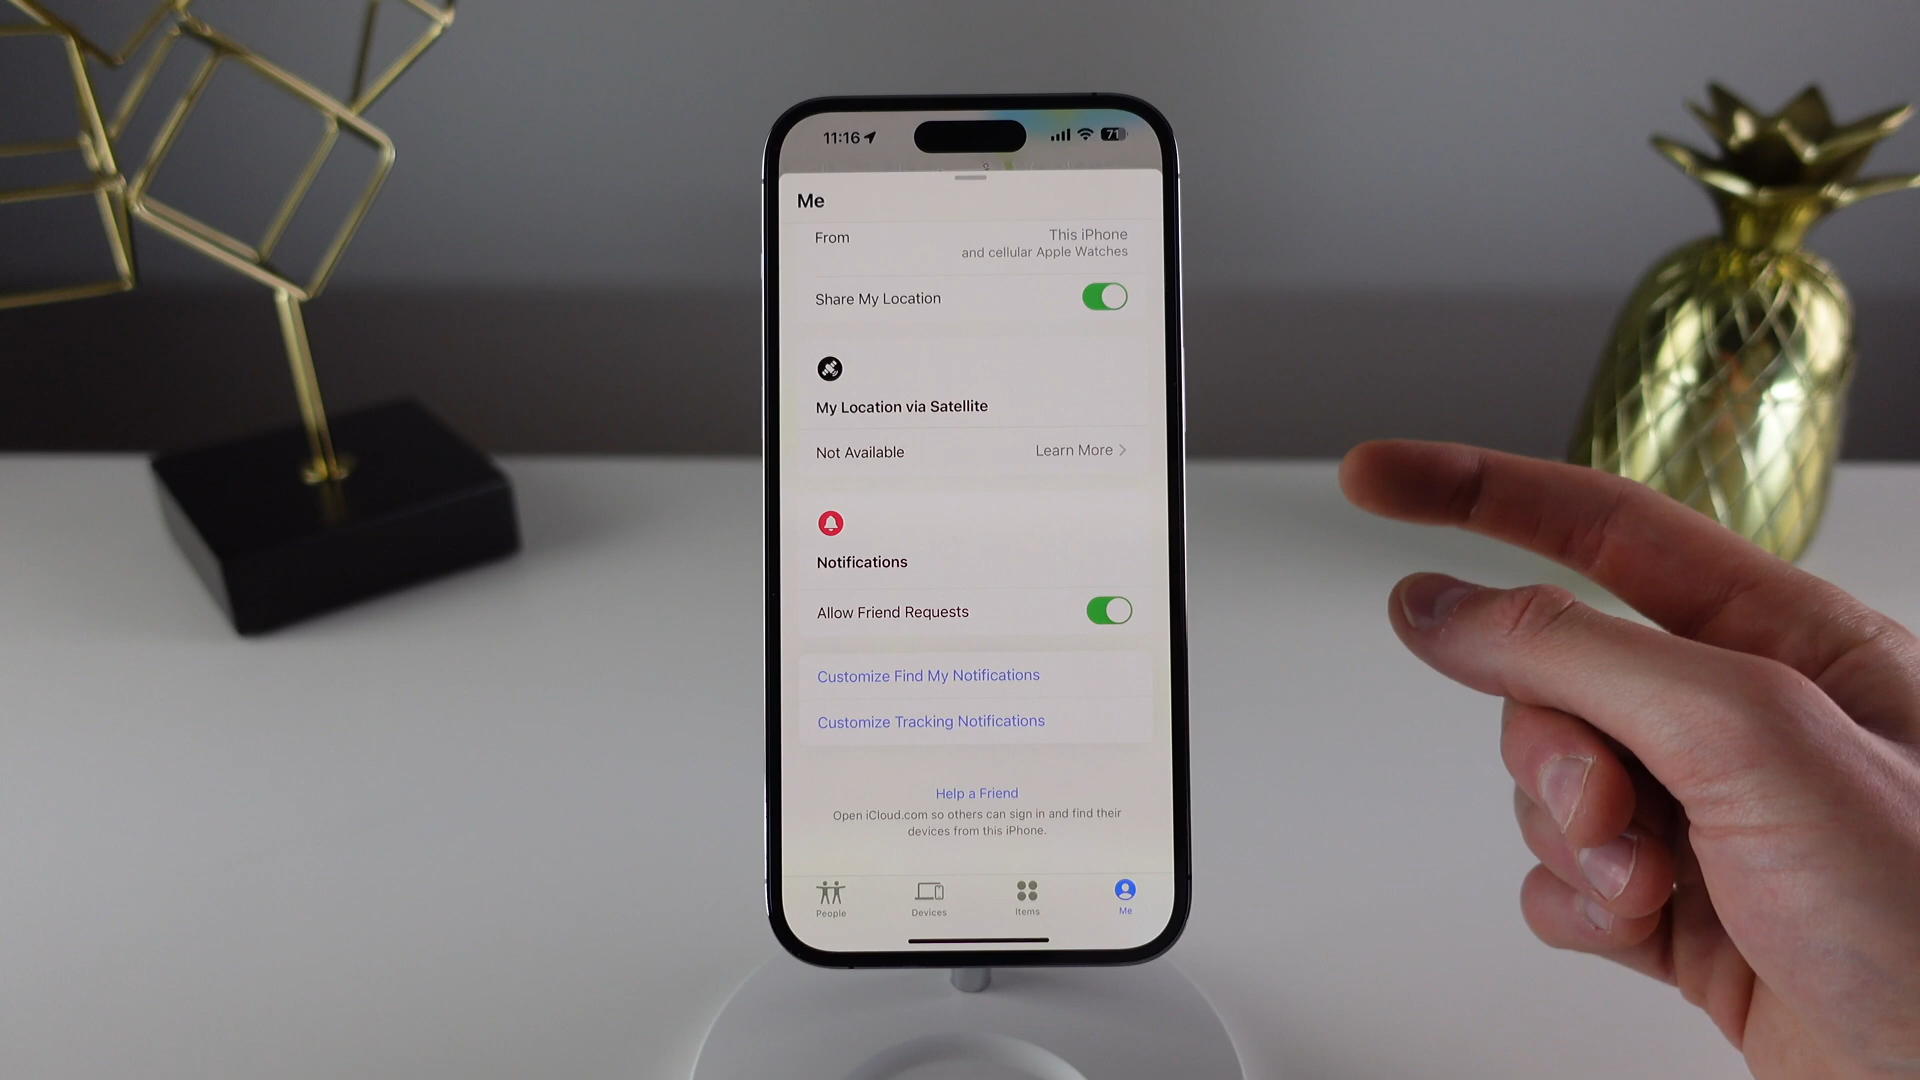 11:16
71
Me
From
This iPhone
and cellular Apple Watches
Share My Location
My Location via Satellite
Not Available
Learn More
Notifications
Allow Friend Requests
Customize Find My Notifications
Customize Tracking Notifications
Help a Friend
Open iCloud.com so others can sign in and find their
devices from this iPhone.
People
Devices
Items
Me